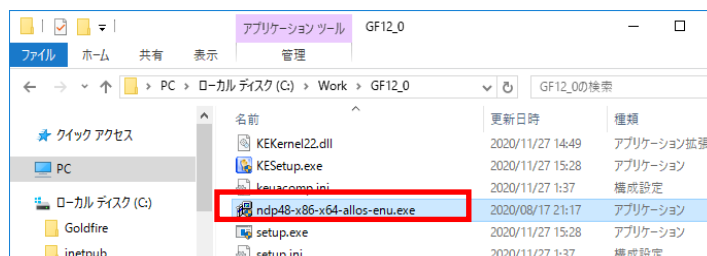 アプリケーション ツール GF12_0
ファイル ホーム 共有 表示 管理
PC > ローカル ディスク (C:) > Work > GF12_0 GF12_0の検索
名前 更新日時 種類
クイック アクセス
KEKernel22.dll 2020/11/27 14:49 アプリケーション拡張
PC
KESetup.exe 2020/11/27 15:28 アプリケーション
keuacomp.ini 2020/11/27 1:37 構成設定
ローカル ディスク (C:)
ndp48-x86-x64-allos-enu.exe 2020/08/17 21:17 アプリケーション
Goldfire
setup.exe 2020/11/27 15:28 アプリケーション
inetpub
setup.ini 2020/11/27 1:37 構成設定